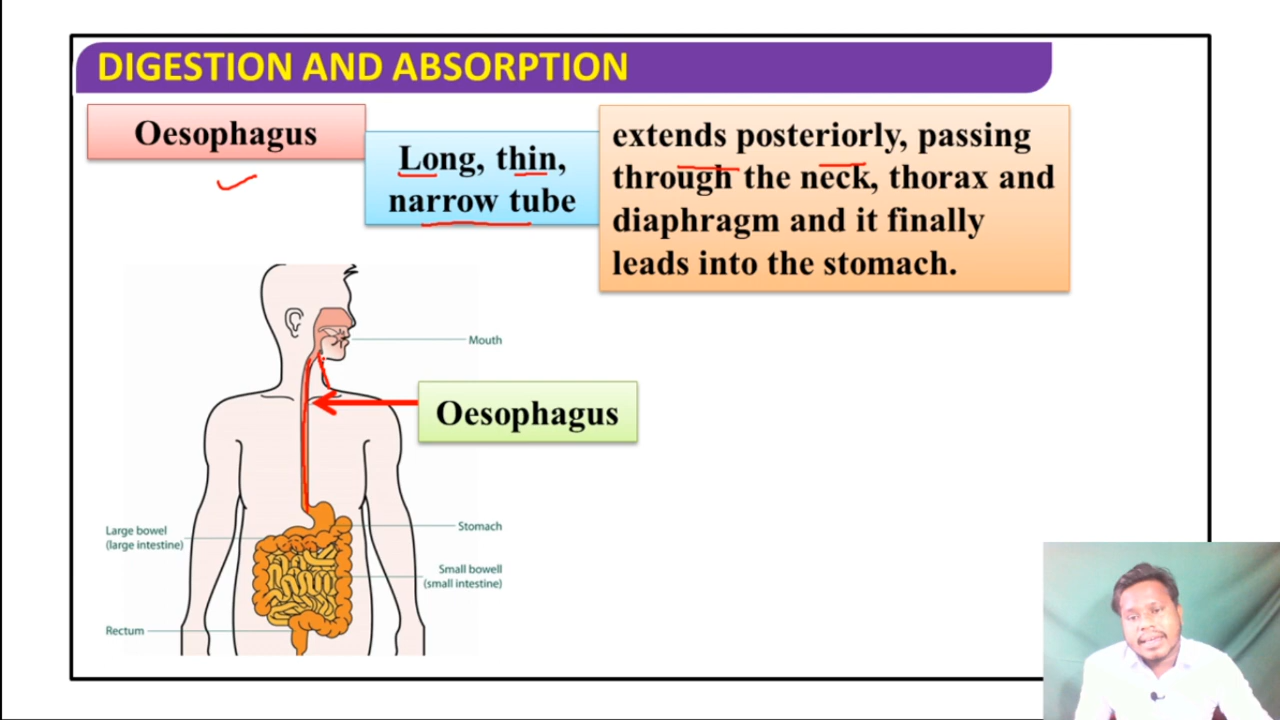 DIGESTION AND ABSORPTION
Oesophagus
Long, thin,
narrow tube
extends posteriorly, passing
through the neck, thorax and
diaphragm and it finally
leads into the stomach.
Mouth
Oesophagus
Large bowel
(large intestine)
Stomach
Small bowell
(small intestine)
Rectum